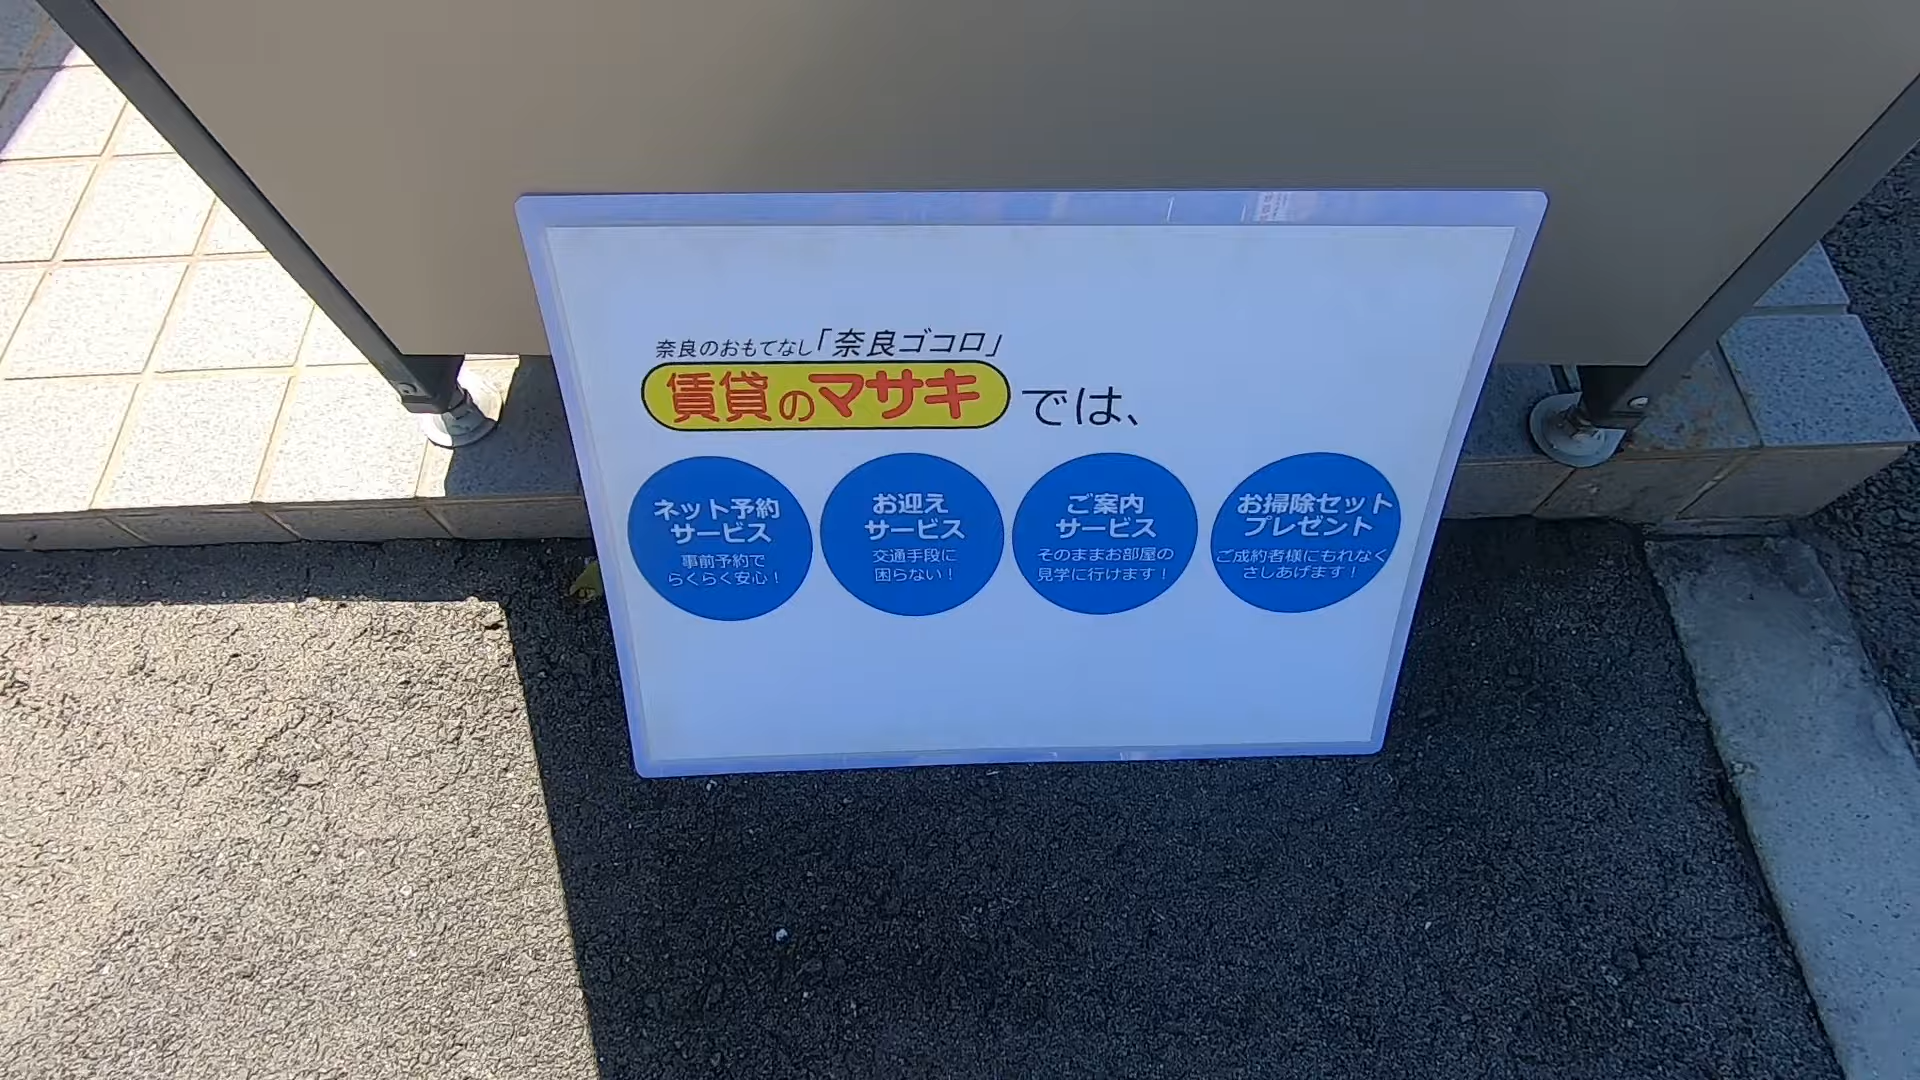 奈良のおもてなし「奈良ゴコロ」
賃貸のマサキでは、
ネット予約
サービス
事前予約で
らくらく安心！
お迎え
サービス
交通手段に
困らない！
ご案内
サービス
そのままお部屋の
見学に行けます！
お掃除セット
プレゼント
ご成約者様にもれなく
さしあげます！